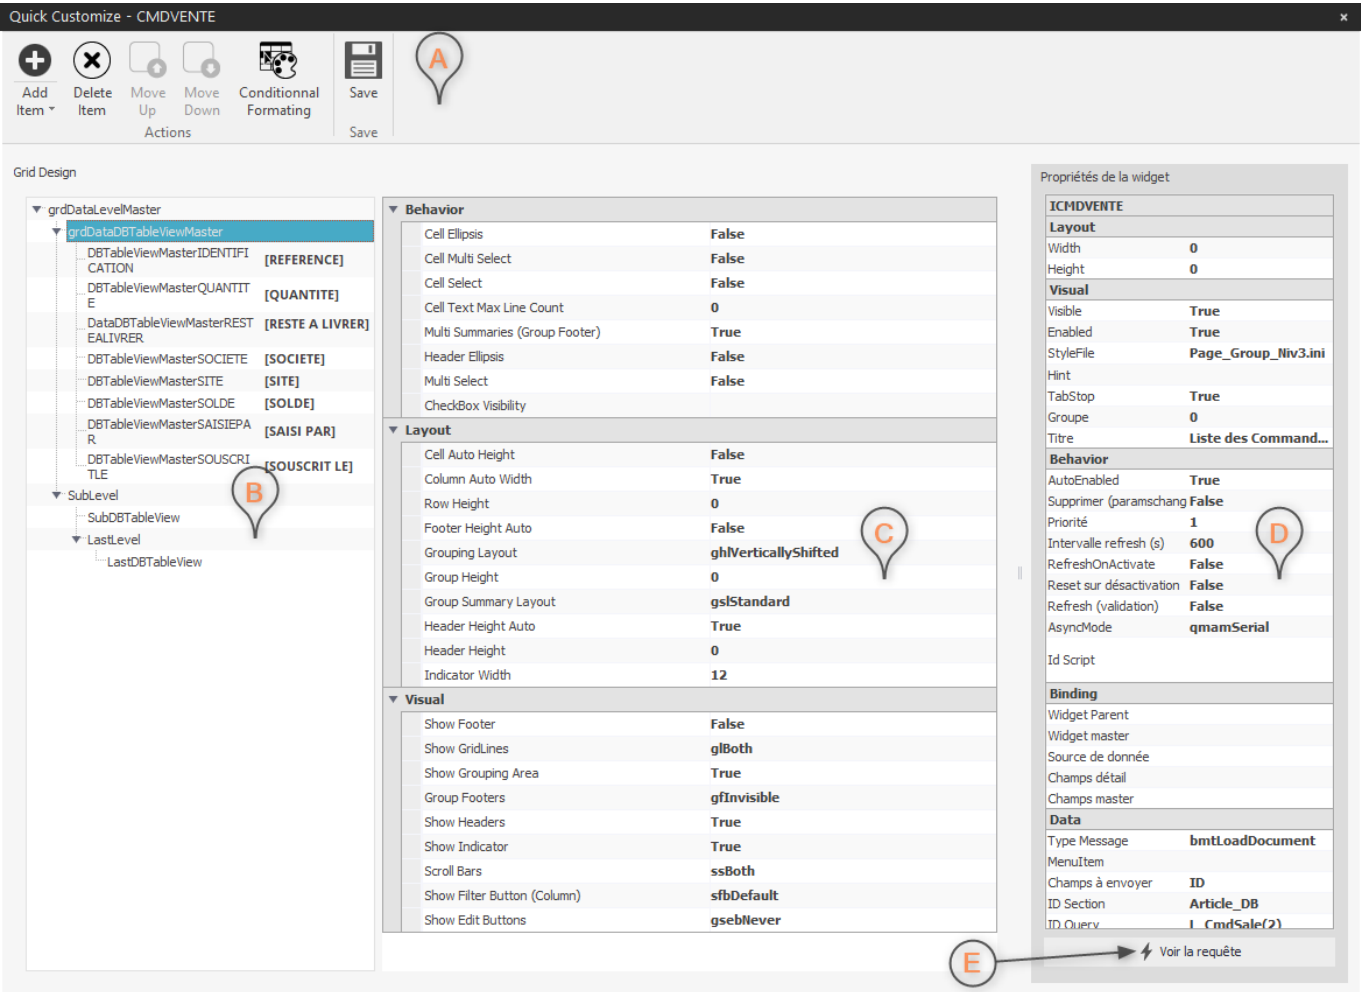 Quick Customize - CMDVENTE
×
Add Item
Delete Item
Move Up
Move Down
Conditionnal Formating
Save
Actions
Save
A
Grid Design
grdDataLevelMaster
grdDataDBTableViewMaster
DBTableViewMasterIDENTIFI
CATION
[REFERENCE]
DBTableViewMasterQUANTIT
E
[QUANTITE]
DataDBTableViewMasterREST
EALIVRER
[RESTE A LIVRER]
DBTableViewMasterSOCIETE [SOCIETE]
DBTableViewMasterSITE [SITE]
DBTableViewMasterSOLDE [SOLDE]
DBTableViewMasterSAISIEPA
R
[SAISI PAR]
DBTableViewMasterSOUSCRI
TLE
[SOUSCRIT LE]
SubLevel
SubDBTableView
LastLevel
LastDBTableView
B
Behavior
Cell Ellipsis False
Cell Multi Select False
Cell Select False
Cell Text Max Line Count 0
Multi Summaries (Group Footer) True
Header Ellipsis False
Multi Select False
CheckBox Visibility
Layout
Cell Auto Height False
Column Auto Width True
Row Height 0
Footer Height Auto False
Grouping Layout ghlVerticallyShifted
Group Height 0
Group Summary Layout gslStandard
Header Height Auto True
Header Height 0
Indicator Width 12
C
Visual
Show Footer False
Show GridLines glBoth
Show Grouping Area True
Group Footers gfInvisible
Show Headers True
Show Indicator True
Scroll Bars ssBoth
Show Filter Button (Column) sfbDefault
Show Edit Buttons gsebNever
Propriétés de la widget
ICMDVENTE
Layout
Width 0
Height 0
Visual
Visible True
Enabled True
StyleFile Page_Group_Niv3.ini
Hint
TabStop True
Groupe 0
Titre Liste des Command...
Behavior
AutoEnabled True
Supprimer (paramschang False
Priorité 1
Intervalle refresh (s) 600
RefreshOnActivate False
Reset sur désactivation False
Refresh (validation) False
AsyncMode qmamSerial
Id Script
D
Binding
Widget Parent
Widget master
Source de donnée
Champs détail
Champs master
Data
Type Message bmtLoadDocument
MenuItem
Champs à envoyer ID
ID Section Article_DB
ID Query L_CmdSale(2)
E
Voir la requête